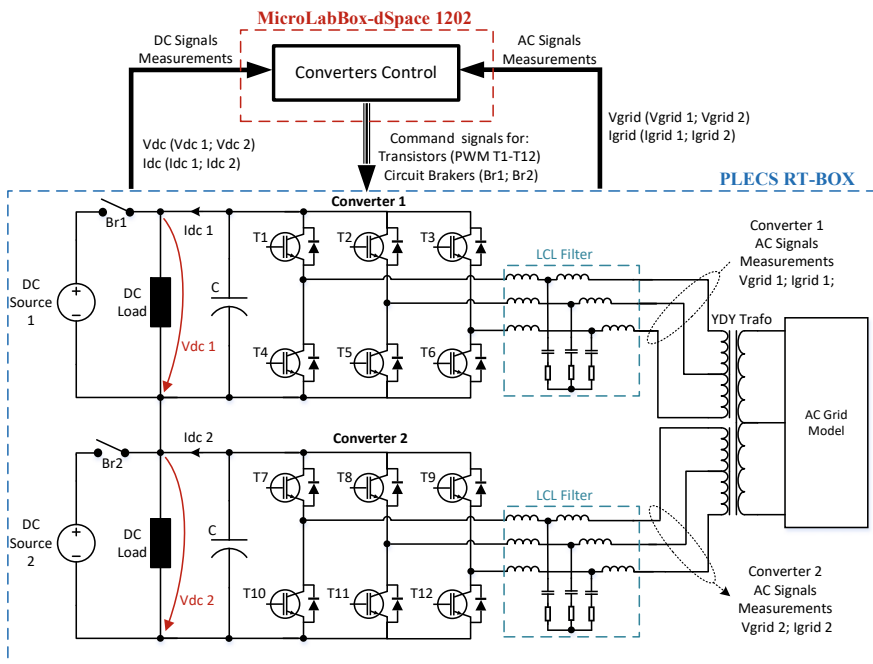 MicroLabBox-dSpace 1202
DC Signals
Measurements
Converters Control
AC Signals
Measurements
Vdc (Vdc 1; Vdc 2)
Idc (Idc 1; Idc 2)
Command signals for:
Transistors (PWM T1-T12)
Circuit Brakers (Br1; Br2)
Vgrid (Vgrid 1; Vgrid 2)
Igrid (Igrid 1; Igrid 2)
PLECS RT-BOX
Converter 1
Br1
Idc 1
T1
T2
T3
LCL Filter
Converter 1
AC Signals
Measurements
Vgrid 1; Igrid 1;
DC
Source
1
DC
Load
C
Vdc 1
T4
T5
T6
YDY Trafo
AC Grid
Model
Converter 2
Br2
Idc 2
T7
T8
T9
LCL Filter
DC
Source
2
DC
Load
C
Vdc 2
T10
T11
T12
Converter 2
AC Signals
Measurements
Vgrid 2; Igrid 2